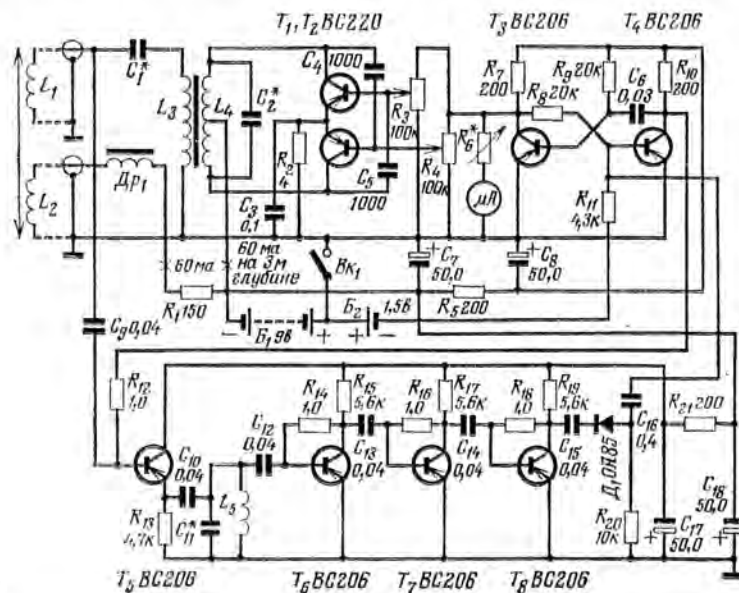 T₁, T₂ BC220
T₃ BC206
T₄ BC206
C₁*
L₁
L₂
L₃
L₄
C₂*
C₄
1000
R₂
4
C₃
0,1
C₅
1000
R₃
100к
R₄
100к
R₆*
μA
R₇
200
R₈ 20к
R₉ 20к
C₆
0,03
R₁₀
200
R₁₁
4,3к
Др₁
60ма
60 ма
на 3 м
глубине
R₁ 150
Вк₁
C₇
50,0
C₈
50,0
R₅ 200
Б₁ 9в
Б₂
1,5в
− + + −
C₉ 0,04
R₁₂
1,0
C₁₀
0,04
R₁₃
4,7к
C₁₁*
L₅
C₁₂
0,04
R₁₄
1,0
R₁₅
5,6к
C₁₃
0,04
R₁₆
1,0
R₁₇
5,6к
C₁₄
0,04
R₁₈
1,0
R₁₉
5,6к
C₁₅
0,04
Д₁ OA85
C₁₆
0,4
R₂₀
10к
R₂₁ 200
C₁₇
50,0
C₁₈
50,0
T₅ BC206
T₆ BC206
T₇ BC206
T₈ BC206